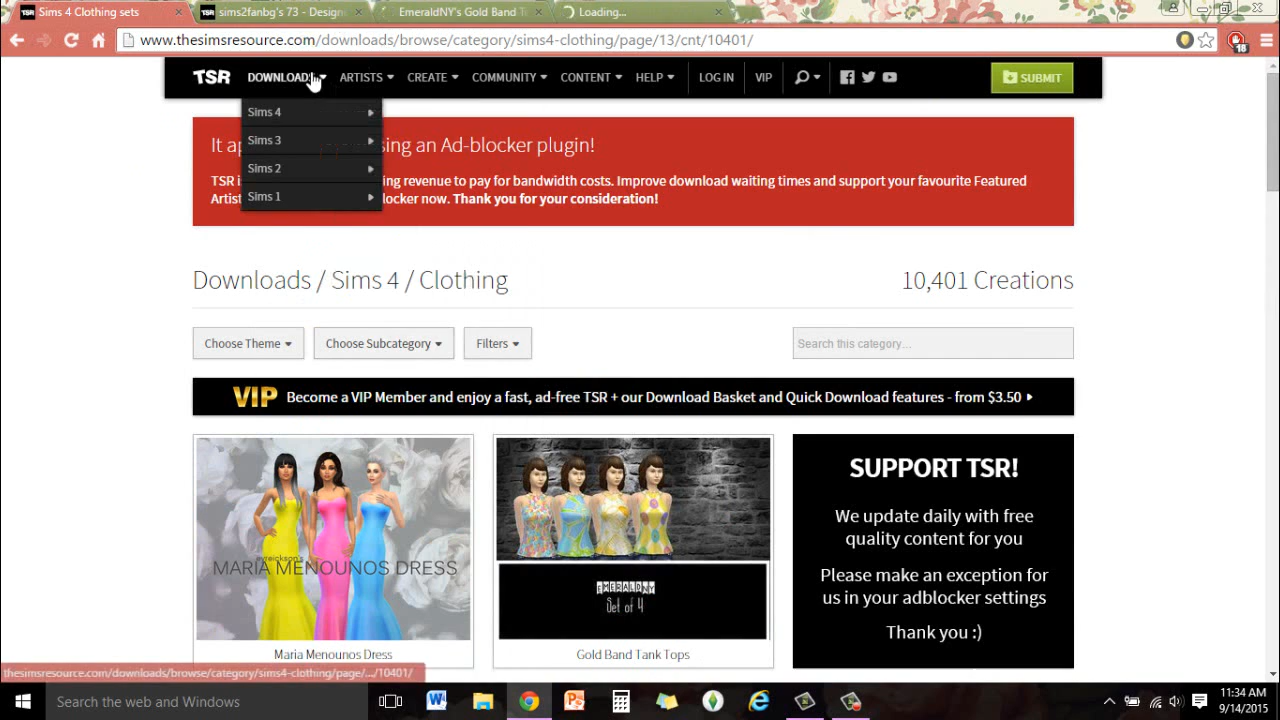 Sims 4 Clothing sets
sims2fanbg's 73 - Designe
EmeraldNY's Gold Band T
Loading...
www.thesimsresource.com/downloads/browse/category/sims4-clothing/page/13/cnt/10401/
18
TSR
DOWNLOADS
ARTISTS
CREATE
COMMUNITY
CONTENT
HELP
LOG IN
VIP
SUBMIT
Sims 4
Sims 3
Sims 2
Sims 1
It ap sing an Ad-blocker plugin!
TSR i ing revenue to pay for bandwidth costs. Improve download waiting times and support your favourite Featured
Artis locker now. Thank you for your consideration!
Downloads / Sims 4 / Clothing
10,401 Creations
Choose Theme
Choose Subcategory
Filters
Search this category...
VIP Become a VIP Member and enjoy a fast, ad-free TSR + our Download Basket and Quick Download features - from $3.50
MARIA MENOUNOS DRESS
Maria Menounos Dress
EMERALDNY
Set of 4
Gold Band Tank Tops
SUPPORT TSR!
We update daily with free
quality content for you
Please make an exception for
us in your adblocker settings
Thank you :)
thesimsresource.com/downloads/browse/category/sims4-clothing/page/.../10401/
Search the web and Windows
11:34 AM
9/14/2015